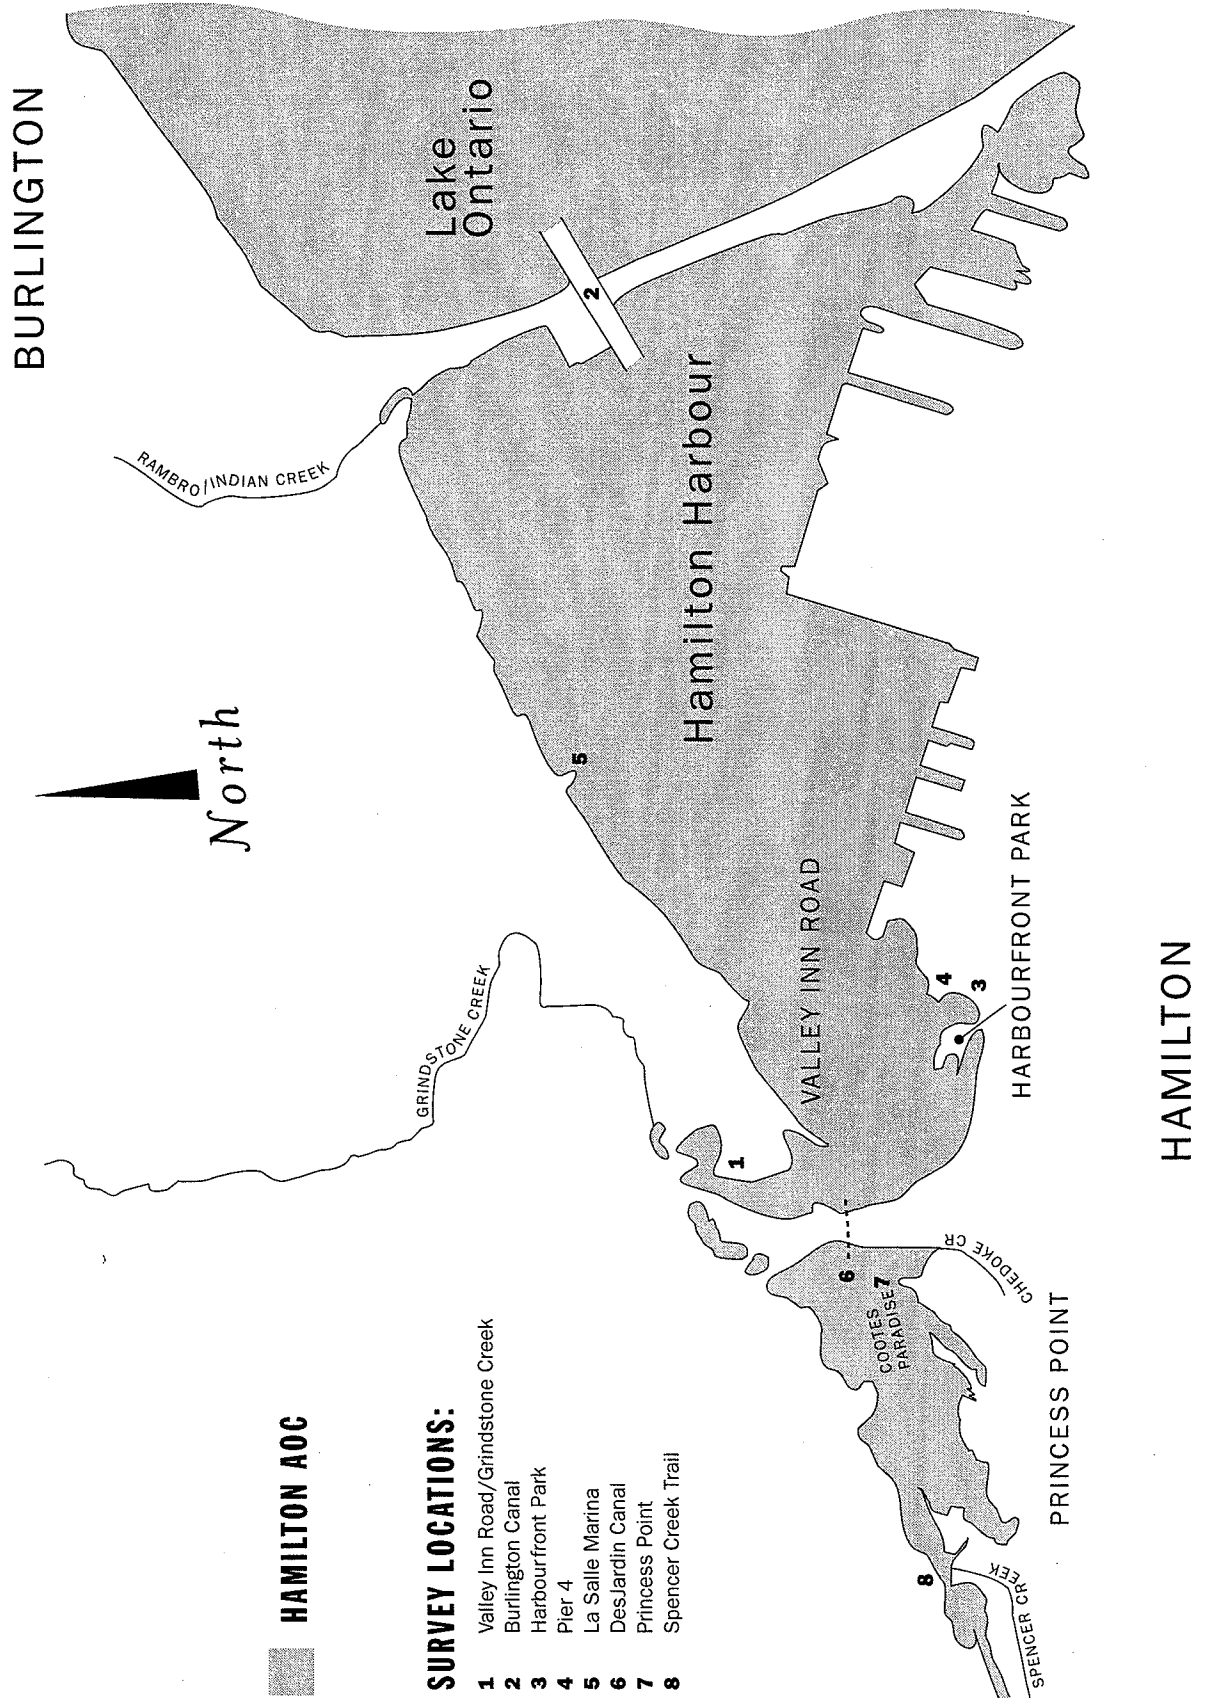 BURLINGTON
Lake
Ontario
2
RAMBRO/INDIAN CREEK
Hamilton Harbour
North
5
GRINDSTONE CREEK
VALLEY INN ROAD
4
3
HARBOURFRONT PARK
HAMILTON
1
6
7
COOTES
PARADISE
CHEDOKE CR
PRINCESS POINT
8
SPENCER CREEK
HAMILTON AOC
SURVEY LOCATIONS:
1 Valley Inn Road/Grindstone Creek
2 Burlington Canal
3 Harbourfront Park
4 Pier 4
5 La Salle Marina
6 DesJardin Canal
7 Princess Point
8 Spencer Creek Trail